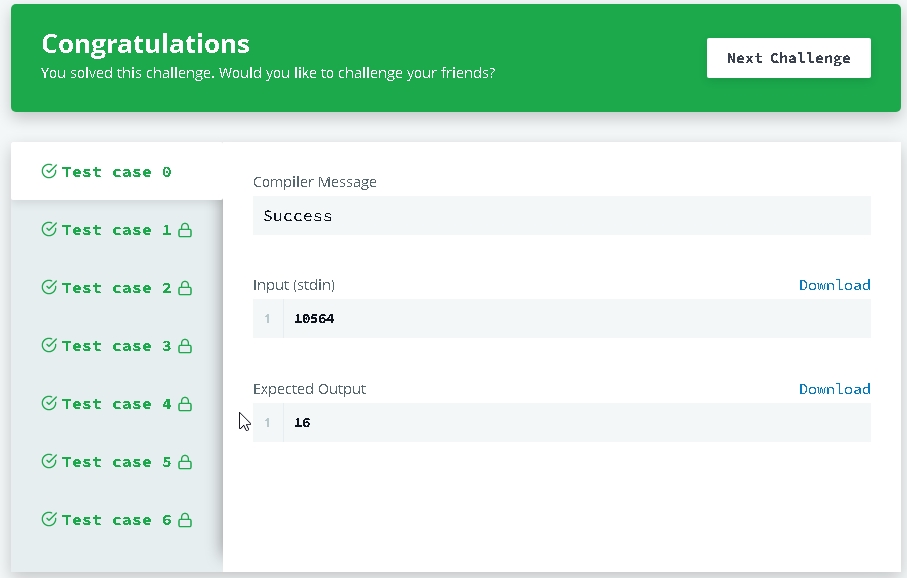 Congratulations
You solved this challenge. Would you like to challenge your friends?
Next Challenge
Test case 0
Test case 1
Test case 2
Test case 3
Test case 4
Test case 5
Test case 6
Compiler Message
Success
Input (stdin)
Download
1 10564
Expected Output
Download
1 16